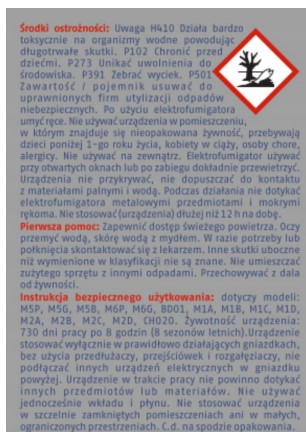 Środki ostrożności: Uwaga H410 Działa bardzo
toksycznie na organizmy wodne powodując
długotrwałe skutki. P102 Chronić przed
dziećmi. P273 Unikać uwolnienia do
środowiska. P391 Zebrać wyciek. P501
Zawartość / pojemnik usuwać do
uprawnionych firm utylizacji odpadów
niebezpiecznych. Po użyciu elektrofumigatora
umyć ręce. Nie używać urządzenia w pomieszczeniu,
w którym znajduje się nieopakowana żywność, przebywają
dzieci poniżej 1-go roku życia, kobiety w ciąży, osoby chore,
alergicy. Nie używać na zewnątrz. Elektrofumigator używać
przy otwartych oknach lub po zabiegu dokładnie przewietrzyć.
Urządzenia nie przykrywać, nie dopuszczać do kontaktu
z materiałami palnymi i wodą. Podczas działania nie dotykać
elektrofumigatora metalowymi przedmiotami i mokrymi
rękoma. Nie stosować (urządzenia) dłużej niż 12 h na dobę.
Pierwsza pomoc: Zapewnić dostęp świeżego powietrza. Oczy
przemyć wodą, skórę wodą z mydłem. W razie potrzeby lub
połknięcia skontaktować się z lekarzem. Inne skutki uboczne
niż wymienione w klasyfikacji nie są znane. Nie umieszczać
zużytego sprzętu z innymi odpadami. Przechowywać z dala
od żywności.
Instrukcja bezpiecznego użytkowania: dotyczy modeli:
M5P, M5G, M5B, M6P, M6G, BD01, M1A, M1B, M1C, M1D,
M2A, M2B, M2C, M2D, CH020. Żywotność urządzenia:
730 dni pracy po 8 godzin (8 sezonów letnich).Urządzenie
stosować wyłącznie w prawidłowo działających gniazdkach,
bez użycia przedłużaczy, przejściówek i rozgałęziaczy, nie
podłączać innych urządzeń elektrycznych w gniazdku
powyżej. Urządzenie w trakcie pracy nie powinno dotykać
innych przedmiotów lub materiałów. Nie używać
jednocześnie wkładu i płynu. Nie stosować urządzenia
w szczelnie zamkniętych pomieszczeniach ani w małych,
ograniczonych przestrzeniach. C.d. na spodzie opakowania.